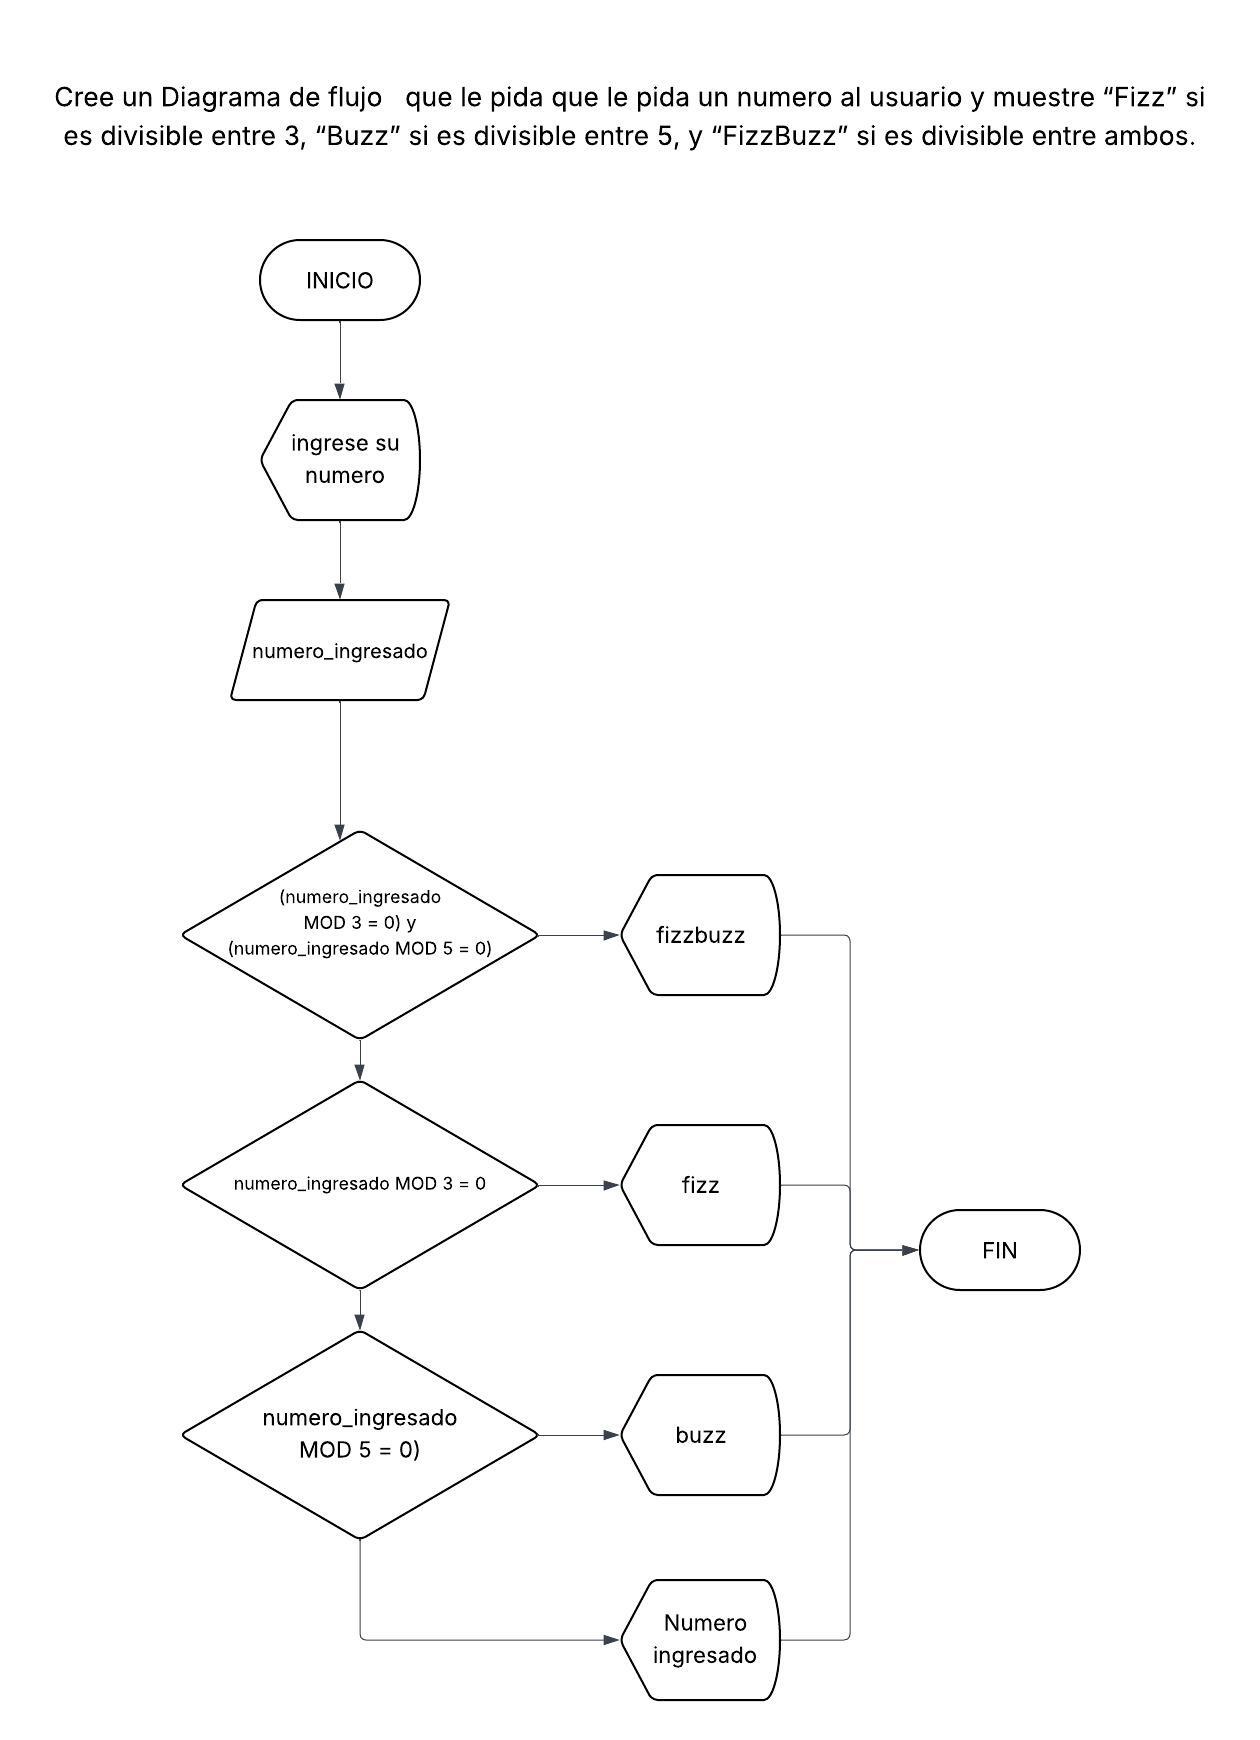 Cree un Diagrama de flujo   que le pida que le pida un numero al usuario y muestre “Fizz” si
es divisible entre 3, “Buzz” si es divisible entre 5, y “FizzBuzz” si es divisible entre ambos.
INICIO
ingrese su
numero
numero_ingresado
(numero_ingresado
MOD 3 = 0) y
(numero_ingresado MOD 5 = 0)
fizzbuzz
numero_ingresado MOD 3 = 0
fizz
FIN
numero_ingresado
MOD 5 = 0)
buzz
Numero
ingresado